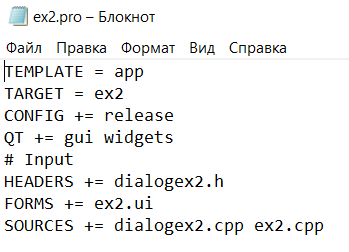 ex2.pro – Блокнот
Файл Правка Формат Вид Справка
TEMPLATE = app
TARGET = ex2
CONFIG += release
QT += gui widgets
# Input
HEADERS += dialogex2.h
FORMS += ex2.ui
SOURCES += dialogex2.cpp ex2.cpp